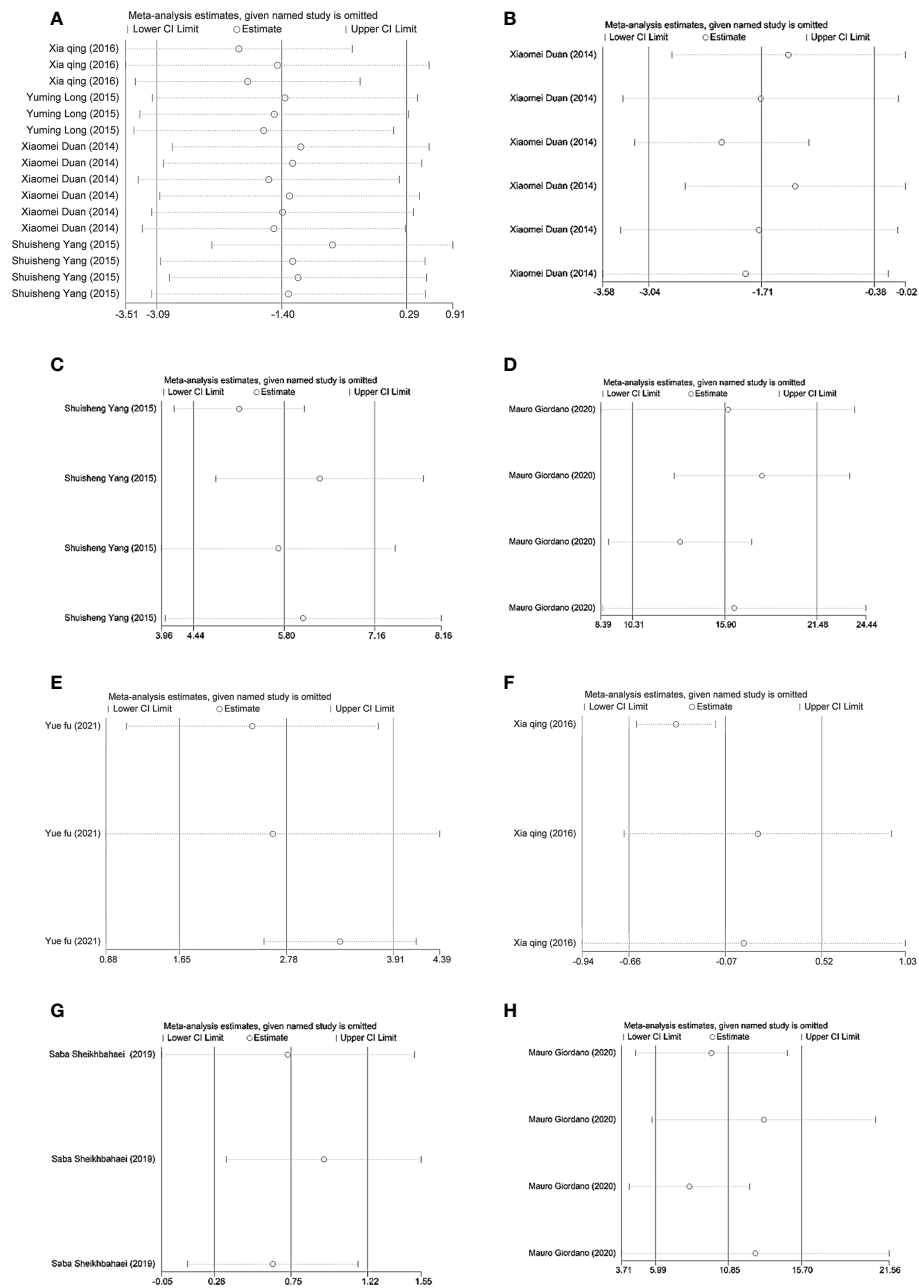 A
Meta-analysis estimates, given named study is omitted
| Lower CI Limit ○ Estimate | Upper CI Limit
Xia qing (2016)
Xia qing (2016)
Xia qing (2016)
Yuming Long (2015)
Yuming Long (2015)
Yuming Long (2015)
Xiaomei Duan (2014)
Xiaomei Duan (2014)
Xiaomei Duan (2014)
Xiaomei Duan (2014)
Xiaomei Duan (2014)
Xiaomei Duan (2014)
Shuisheng Yang (2015)
Shuisheng Yang (2015)
Shuisheng Yang (2015)
Shuisheng Yang (2015)
-3.51 -3.09 -1.40 0.29 0.91
B
Meta-analysis estimates, given named study is omitted
| Lower CI Limit ○ Estimate | Upper CI Limit
Xiaomei Duan (2014)
Xiaomei Duan (2014)
Xiaomei Duan (2014)
Xiaomei Duan (2014)
Xiaomei Duan (2014)
Xiaomei Duan (2014)
-3.58 -3.04 -1.71 -0.38 -0.02
C
Meta-analysis estimates, given named study is omitted
| Lower CI Limit ○ Estimate | Upper CI Limit
Shuisheng Yang (2015)
Shuisheng Yang (2015)
Shuisheng Yang (2015)
Shuisheng Yang (2015)
3.96 4.44 5.80 7.16 8.16
D
Meta-analysis estimates, given named study is omitted
| Lower CI Limit ○ Estimate | Upper CI Limit
Mauro Giordano (2020)
Mauro Giordano (2020)
Mauro Giordano (2020)
Mauro Giordano (2020)
8.39 10.31 15.90 21.48 24.44
E
Meta-analysis estimates, given named study is omitted
| Lower CI Limit ○ Estimate | Upper CI Limit
Yue fu (2021)
Yue fu (2021)
Yue fu (2021)
0.88 1.65 2.78 3.91 4.39
F
Meta-analysis estimates, given named study is omitted
| Lower CI Limit ○ Estimate | Upper CI Limit
Xia qing (2016)
Xia qing (2016)
Xia qing (2016)
-0.94 -0.66 -0.07 0.52 1.03
G
Meta-analysis estimates, given named study is omitted
| Lower CI Limit ○ Estimate | Upper CI Limit
Saba Sheikhbahaei (2019)
Saba Sheikhbahaei (2019)
Saba Sheikhbahaei (2019)
-0.05 0.28 0.75 1.22 1.55
H
Meta-analysis estimates, given named study is omitted
| Lower CI Limit ○ Estimate | Upper CI Limit
Mauro Giordano (2020)
Mauro Giordano (2020)
Mauro Giordano (2020)
Mauro Giordano (2020)
3.71 5.99 10.85 15.70 21.56